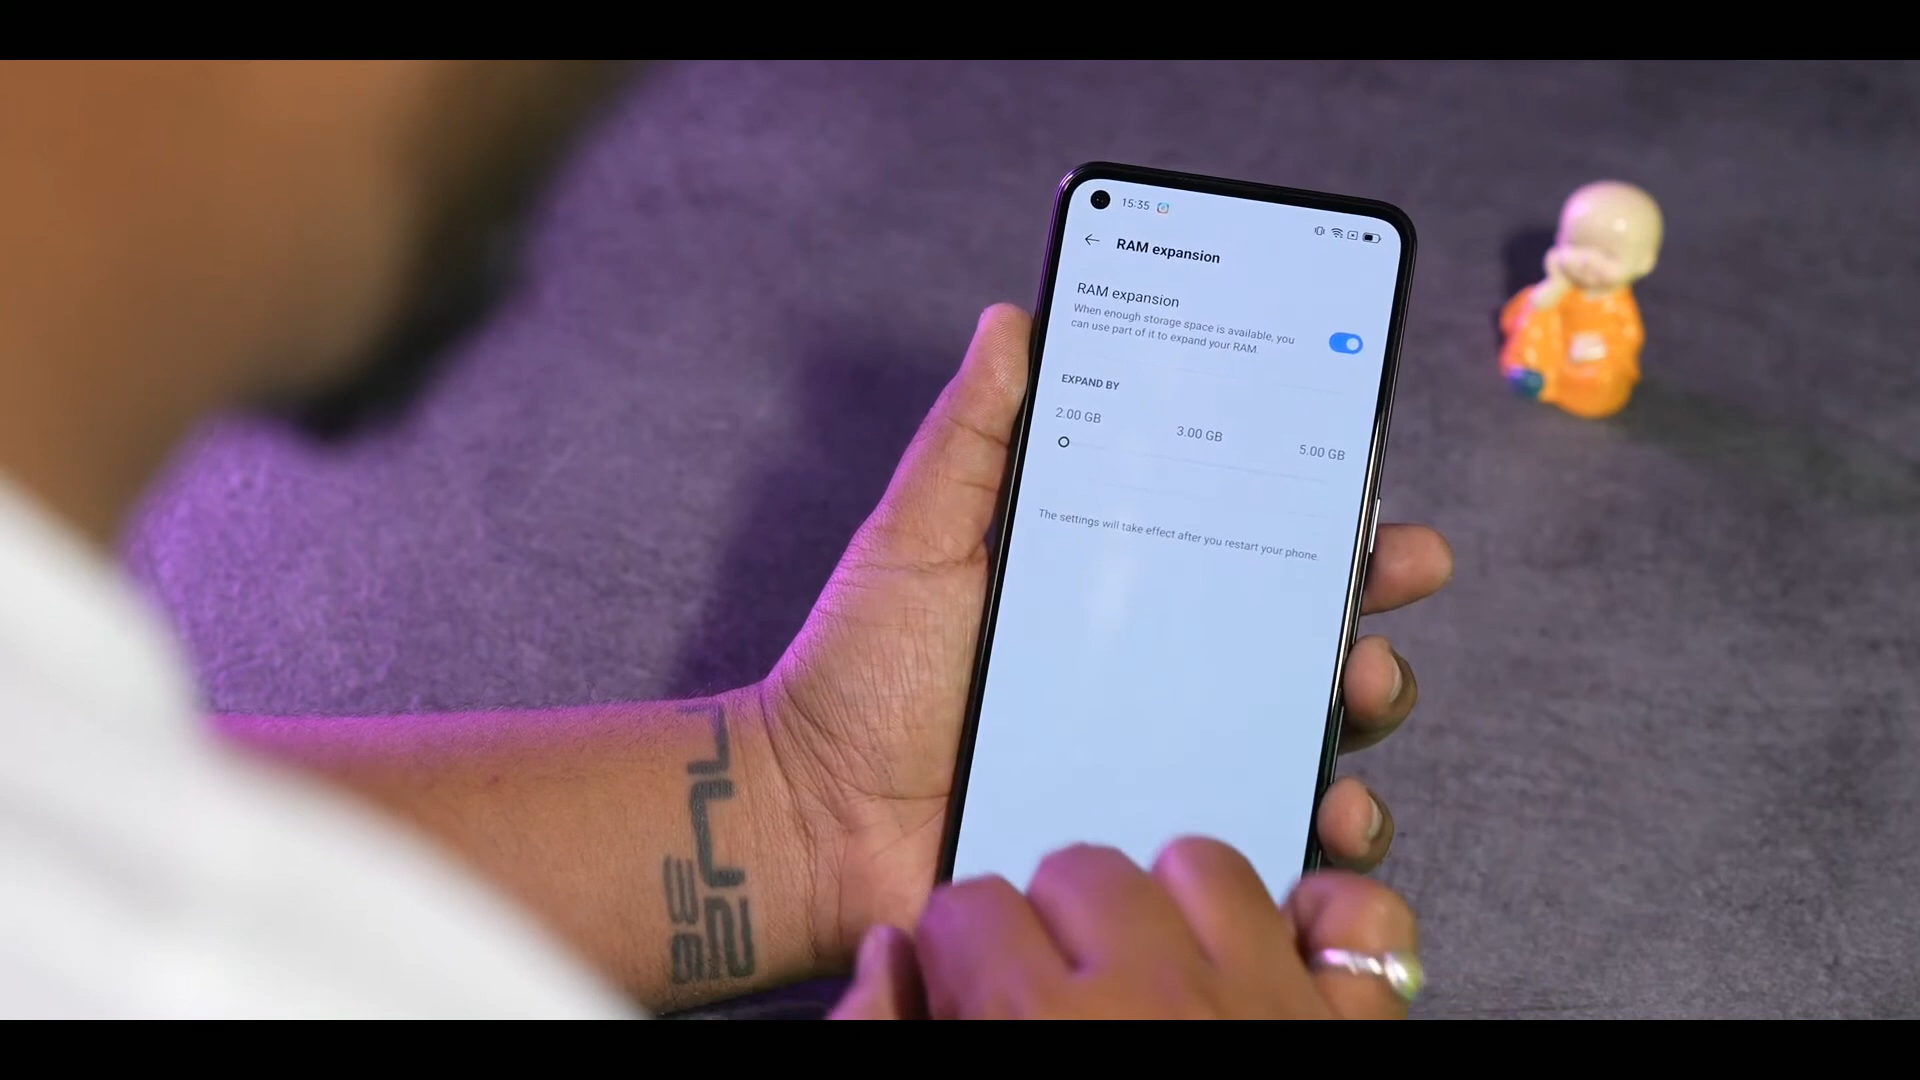 15:35
RAM expansion
RAM expansion
When enough storage space is available, you
can use part of it to expand your RAM.
EXPAND BY
2.00 GB 3.00 GB 5.00 GB
The settings will take effect after you restart your phone.